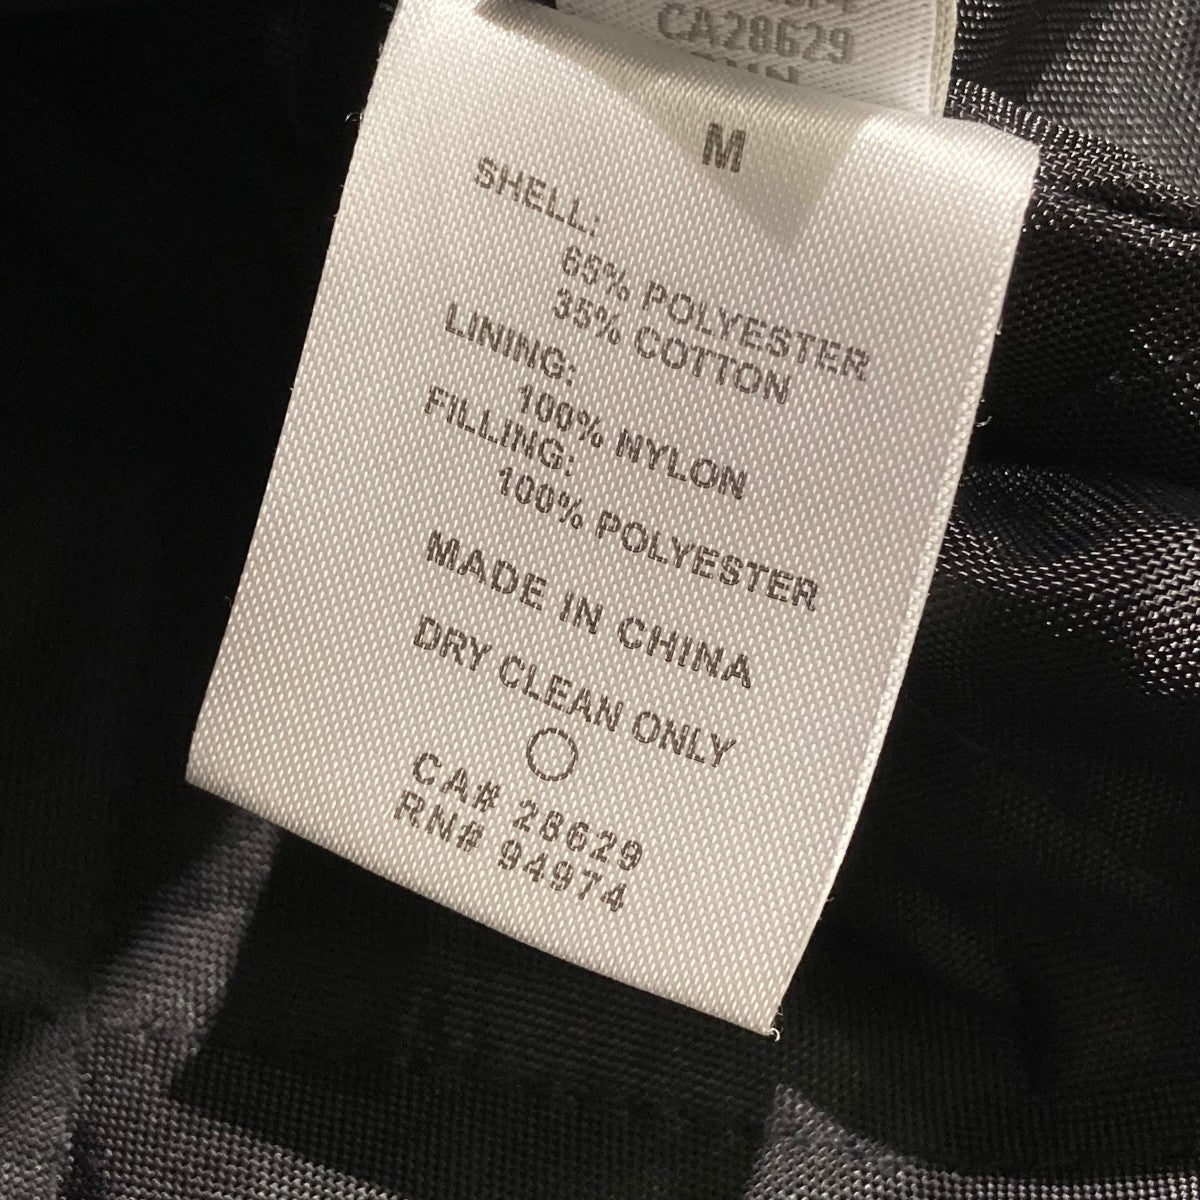 CA28629
M
SHELL:
65% POLYESTER
35% COTTON
LINING:
100% NYLON
FILLING:
100% POLYESTER
MADE IN CHINA
DRY CLEAN ONLY
CA# 28629
RN# 94974